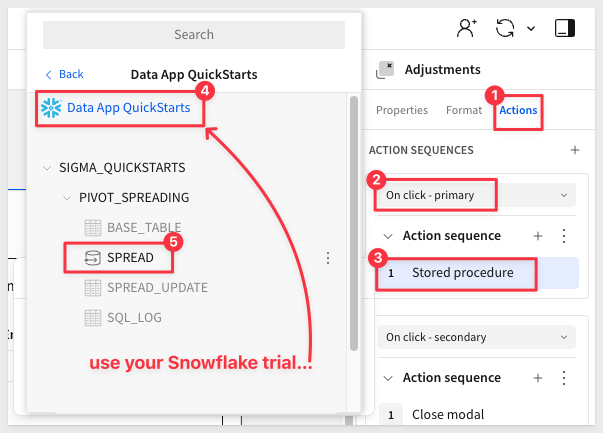 Search
Back
Data App QuickStarts
4
Data App QuickStarts
SIGMA_QUICKSTARTS
PIVOT_SPREADING
BASE_TABLE
5
SPREAD
SPREAD_UPDATE
SQL_LOG
use your Snowflake trial...
Adjustments
1
Properties
Format
Actions
ACTION SEQUENCES
2
On click - primary
Action sequence
3
1 Stored procedure
On click - secondary
Action sequence
1 Close modal